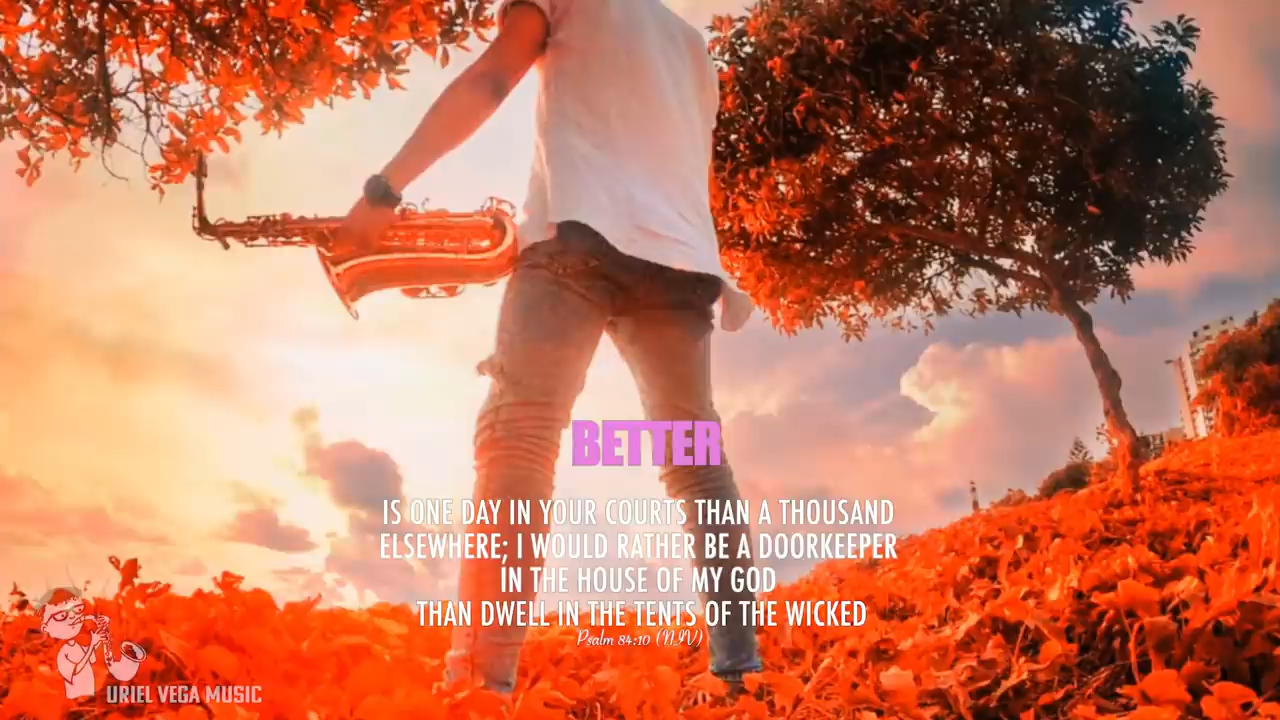 BETTER
IS ONE DAY IN YOUR COURTS THAN A THOUSAND
ELSEWHERE; I WOULD RATHER BE A DOORKEEPER
IN THE HOUSE OF MY GOD
THAN DWELL IN THE TENTS OF THE WICKED
Psalm 84:10 (NIV)
URIEL VEGA MUSIC